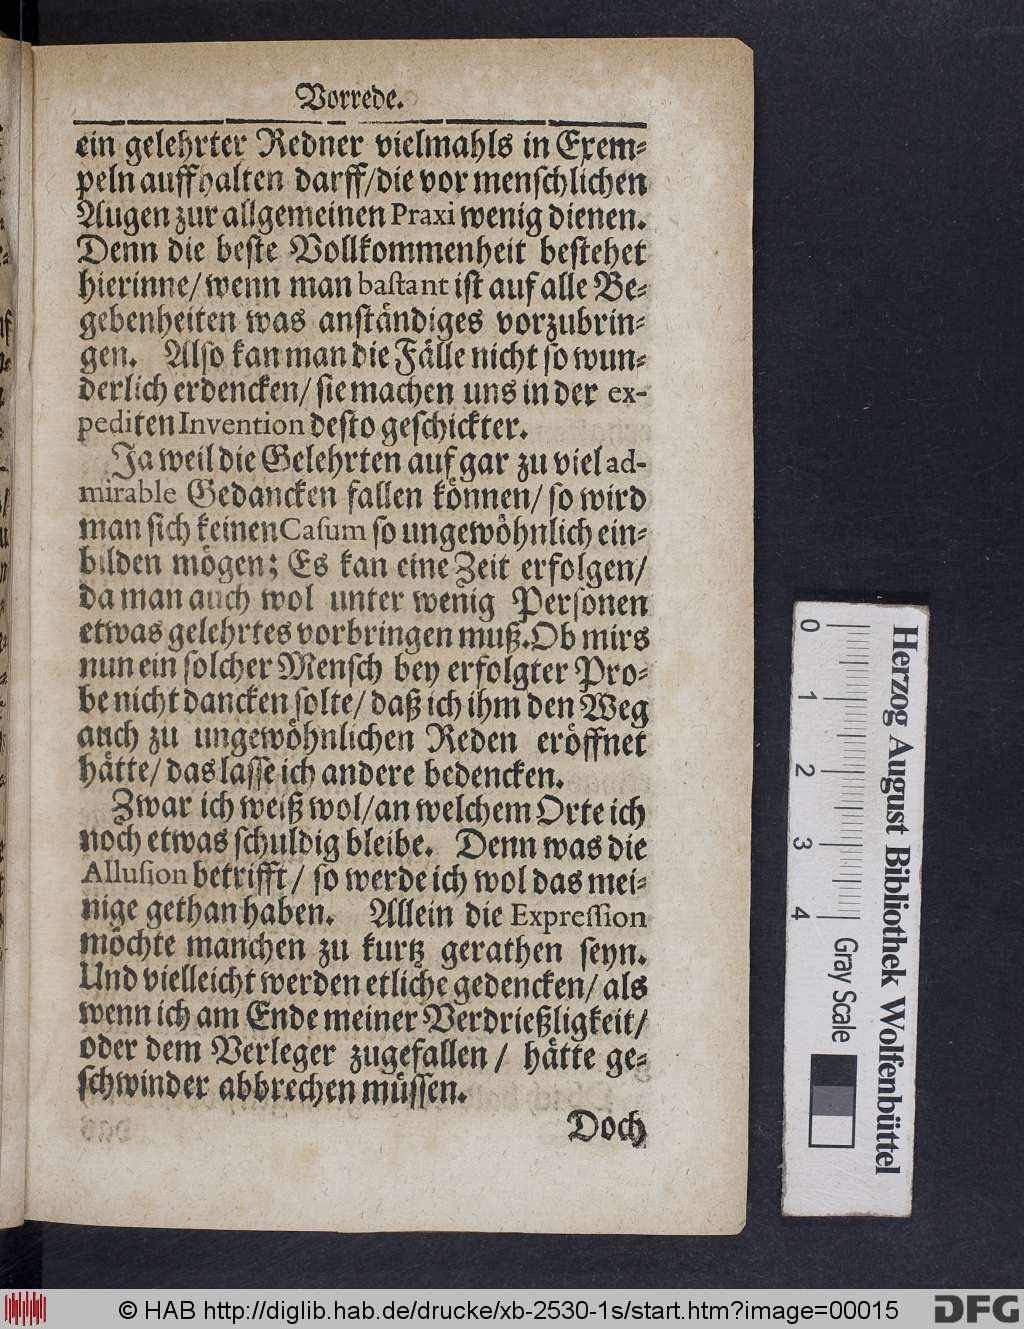 Vorrede.
ein gelehrter Redner vielmahls in Exem-
peln auffhalten darff/die vor menſchlichen
Augen zur allgemeinen Praxi wenig dienen.
Denn die beſte Vollkommenheit beſtehet
hierinne/wenn man baſtant iſt auf alle Be-
gebenheiten was anſtändiges vorzubrin-
gen. Alſo kan man die Fälle nicht ſo wun-
derlich erdencken/ ſie machen uns in der ex-
pediten Invention deſto geſchickter.
Ja weil die Gelehrten auf gar zu viel ad-
mirable Gedancken fallen können/ ſo wird
man ſich keinen Caſum ſo ungewöhnlich ein-
bilden mögen; Es kan eine Zeit erfolgen/
da man auch wol unter wenig Perſonen
etwas gelehrtes vorbringen muß. Ob mirs
nun ein ſolcher Menſch bey erfolgter Pro-
be nicht dancken ſolte/ daß ich ihm den Weg
auch zu ungewöhnlichen Reden eröffnet
hätte/ das laſſe ich andere bedencken.
Zwar ich weiß wol/an welchem Orte ich
noch etwas ſchuldig bleibe. Denn was die
Alluſion betrifft/ ſo werde ich wol das mei-
nige gethan haben. Allein die Expreſſion
möchte manchen zu kurtz gerathen ſeyn.
Und vielleicht werden etliche gedencken/ als
wenn ich am Ende meiner Verdrießligkeit/
oder dem Verleger zugefallen / hätte ge-
ſchwinder abbrechen müſſen.
Doch
0 1 2 3 4 Gray Scale
Herzog August Bibliothek Wolfenbüttel
© HAB http://diglib.hab.de/drucke/xb-2530-1s/start.htm?image=00015
DFG